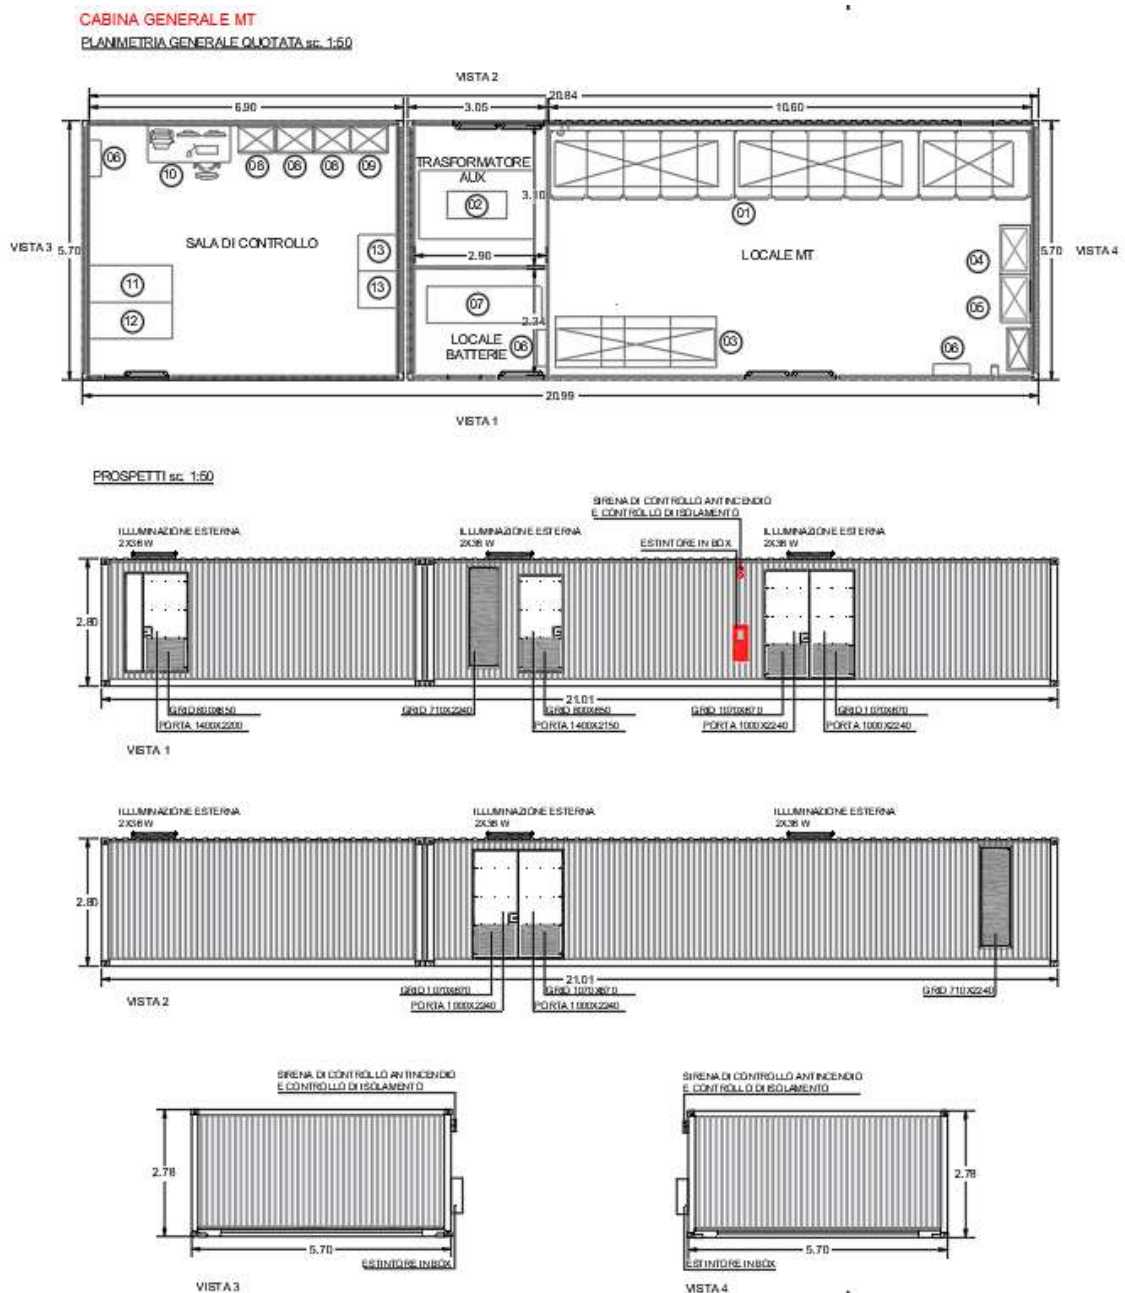 CABINA GENERALE MT
PLANIMETRIA GENERALE QUOTATA sc. 1:50
VISTA 2
20.84
6.90
3.05
10.60
06
10
08
08
08
09
TRASFORMATORE
AUX
02
3.10
01
VISTA 3
5.70
SALA DI CONTROLLO
13
2.90
LOCALE MT
04
5.70
VISTA 4
11
13
07
05
12
2.34
LOCALE
BATTERIE
06
03
06
20.99
VISTA 1
PROSPETTI sc. 1:50
SIRENA DI CONTROLLO ANTINCENDIO
E CONTROLLO DI ISOLAMENTO
ILLUMINAZIONE ESTERNA
2X36 W
ILLUMINAZIONE ESTERNA
2X36 W
ESTINTORE IN BOX
ILLUMINAZIONE ESTERNA
2X36 W
2.80
21.01
GRID 800X650
PORTA 1400X2200
GRID 710X2240
GRID 800X650
PORTA 1400X2150
GRID 1070X670
PORTA 1000X2240
GRID 1070X670
PORTA 1000X2240
VISTA 1
ILLUMINAZIONE ESTERNA
2X36 W
ILLUMINAZIONE ESTERNA
2X36 W
ILLUMINAZIONE ESTERNA
2X36 W
2.80
21.01
GRID 1070X670
PORTA 1000X2240
GRID 1070X670
PORTA 1000X2240
GRID 710X2240
VISTA 2
SIRENA DI CONTROLLO ANTINCENDIO
E CONTROLLO DI ISOLAMENTO
2.78
5.70
ESTINTORE IN BOX
VISTA 3
SIRENA DI CONTROLLO ANTINCENDIO
E CONTROLLO DI ISOLAMENTO
2.78
5.70
ESTINTORE IN BOX
VISTA 4